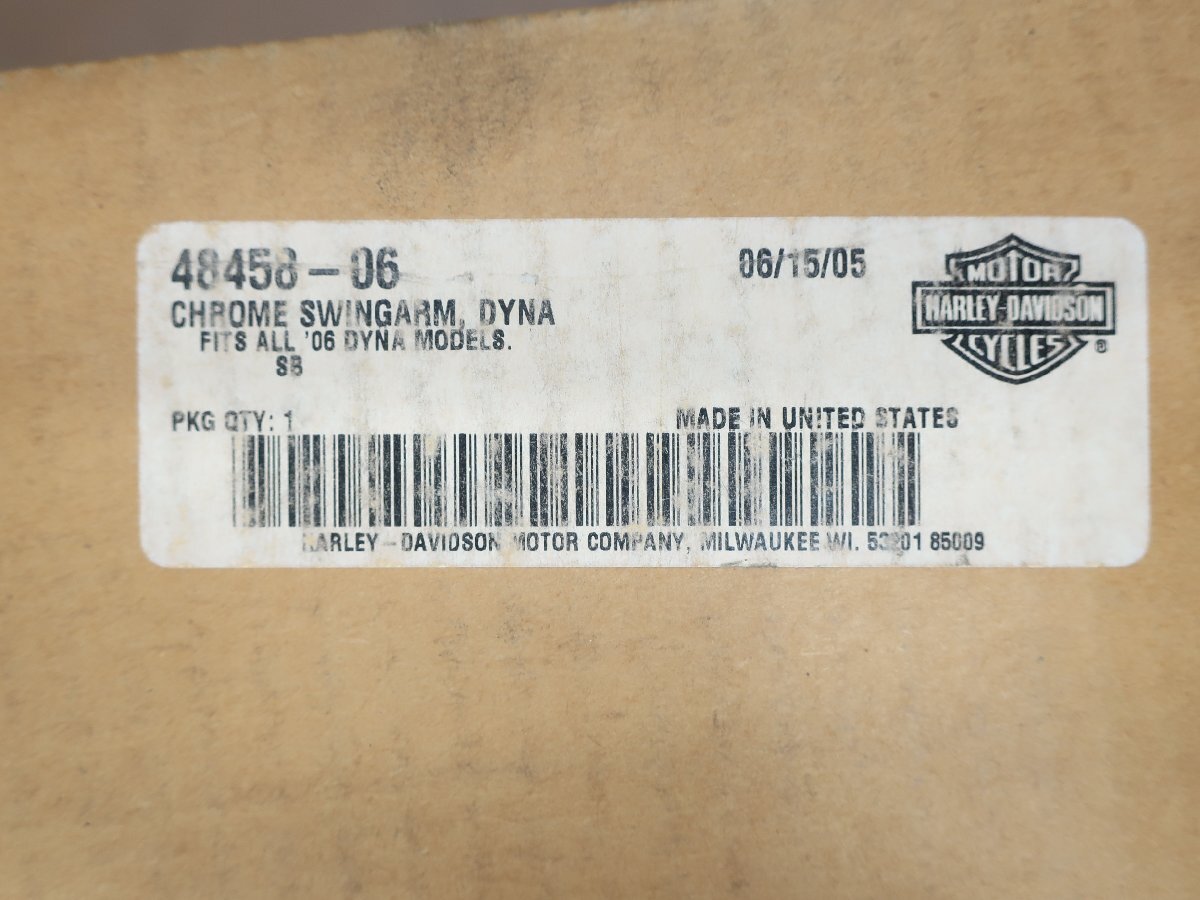 48458-06
06/15/05
CHROME SWINGARM, DYNA
FITS ALL '06 DYNA MODELS.
SB
MOTOR
HARLEY-DAVIDSON
CYCLES
®
PKG QTY: 1
MADE IN UNITED STATES
HARLEY-DAVIDSON MOTOR COMPANY, MILWAUKEE WI. 53201 85009